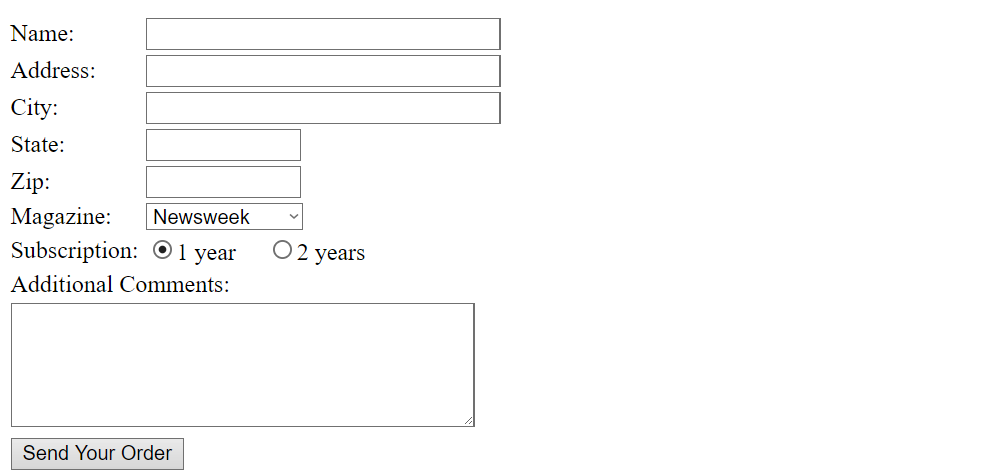 Name:
Address:
City:
State:
Zip:
Magazine: Newsweek
Subscription: 1 year 2 years
Additional Comments:
Send Your Order